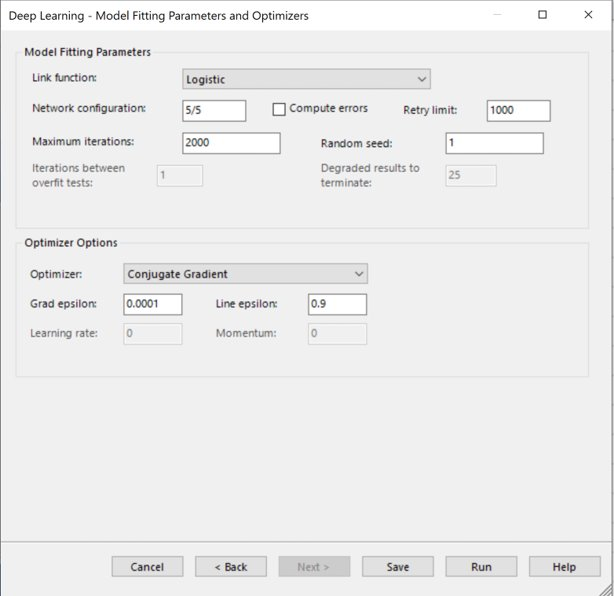 Deep Learning - Model Fitting Parameters and Optimizers
Model Fitting Parameters
Link function: Logistic
Network configuration: 5/5 Compute errors Retry limit: 1000
Maximum iterations: 2000 Random seed: 1
Iterations between overfit tests: 1 Degraded results to terminate: 25
Optimizer Options
Optimizer: Conjugate Gradient
Grad epsilon: 0.0001 Line epsilon: 0.9
Learning rate: 0 Momentum: 0
Cancel < Back Next > Save Run Help